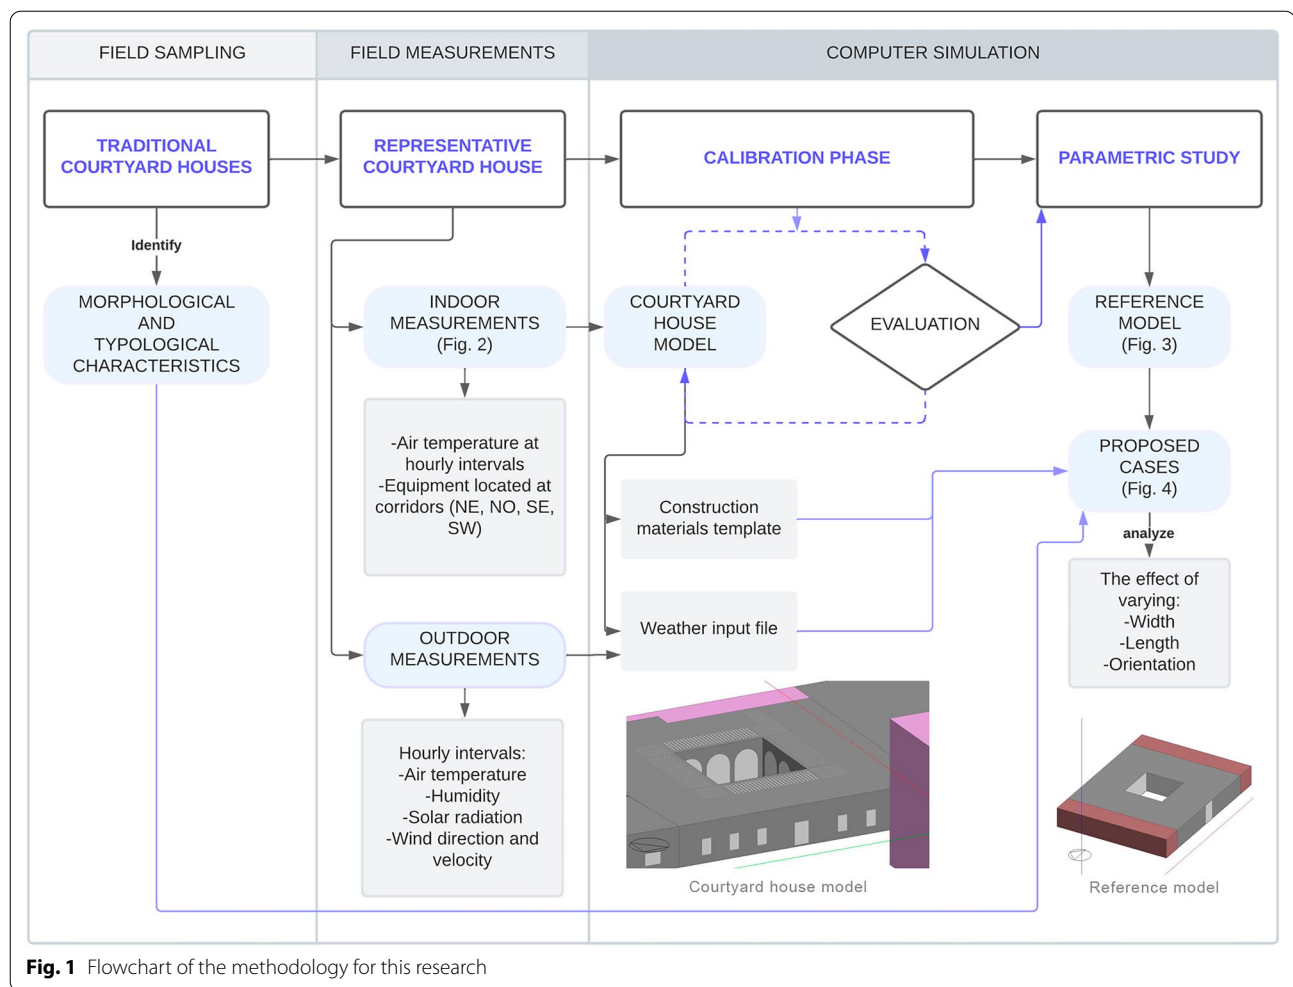 FIELD SAMPLING
FIELD MEASUREMENTS
COMPUTER SIMULATION
TRADITIONAL
COURTYARD HOUSES
REPRESENTATIVE
COURTYARD HOUSE
CALIBRATION PHASE
PARAMETRIC STUDY
Identify
MORPHOLOGICAL
AND
TYPOLOGICAL
CHARACTERISTICS
INDOOR
MEASUREMENTS
(Fig. 2)
COURTYARD
HOUSE
MODEL
EVALUATION
REFERENCE
MODEL
(Fig. 3)
-Air temperature at
hourly intervals
-Equipment located at
corridors (NE, NO, SE,
SW)
Construction
materials template
PROPOSED
CASES
(Fig. 4)
analyze
The effect of
varying:
-Width
-Length
-Orientation
Weather input file
OUTDOOR
MEASUREMENTS
Hourly intervals:
-Air temperature
-Humidity
-Solar radiation
-Wind direction and
velocity
Courtyard house model
Reference model
Fig. 1 Flowchart of the methodology for this research